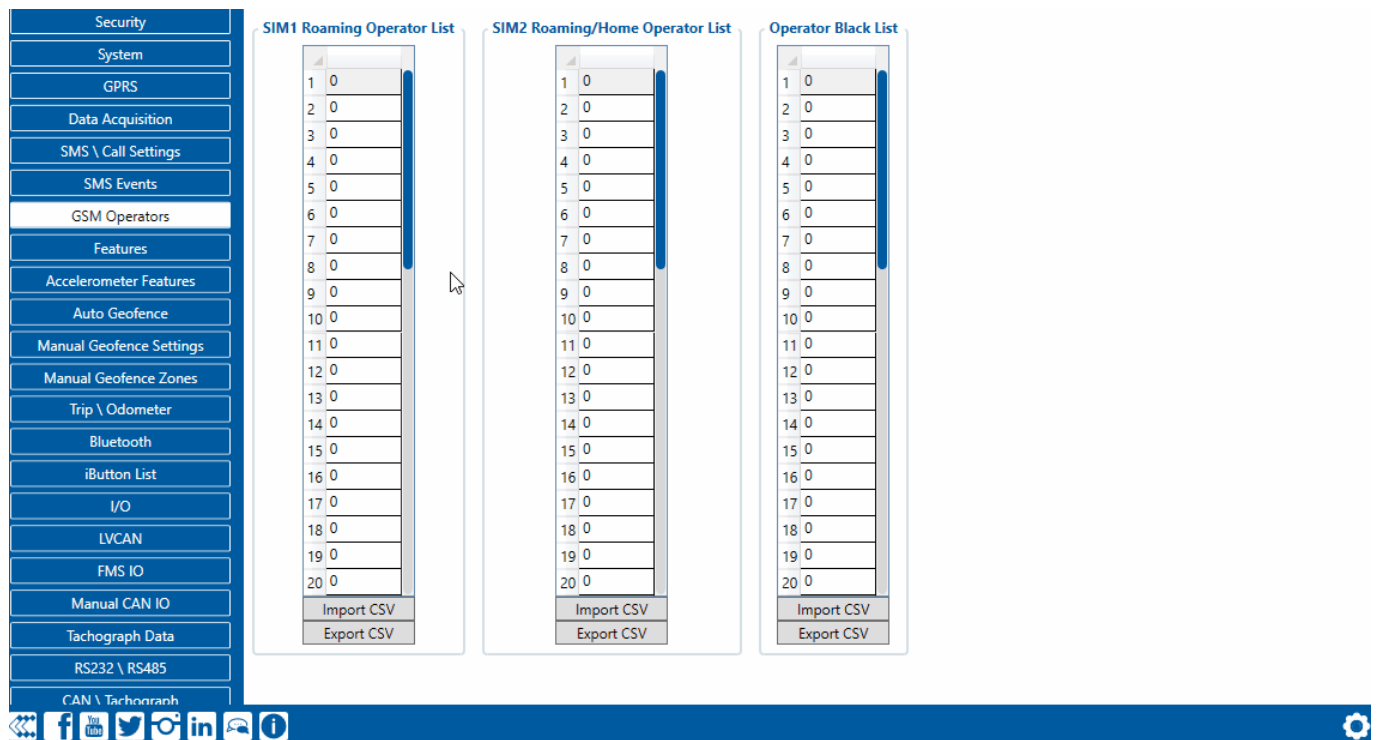 Security
System
GPRS
Data Acquisition
SMS \ Call Settings
SMS Events
GSM Operators
Features
Accelerometer Features
Auto Geofence
Manual Geofence Settings
Manual Geofence Zones
Trip \ Odometer
Bluetooth
iButton List
I/O
LVCAN
FMS IO
Manual CAN IO
Tachograph Data
RS232 \ RS485
CAN \ Tachograph
SIM1 Roaming Operator List
1 0
2 0
3 0
4 0
5 0
6 0
7 0
8 0
9 0
10 0
11 0
12 0
13 0
14 0
15 0
16 0
17 0
18 0
19 0
20 0
Import CSV
Export CSV
SIM2 Roaming/Home Operator List
1 0
2 0
3 0
4 0
5 0
6 0
7 0
8 0
9 0
10 0
11 0
12 0
13 0
14 0
15 0
16 0
17 0
18 0
19 0
20 0
Import CSV
Export CSV
Operator Black List
1 0
2 0
3 0
4 0
5 0
6 0
7 0
8 0
9 0
10 0
11 0
12 0
13 0
14 0
15 0
16 0
17 0
18 0
19 0
20 0
Import CSV
Export CSV
f
You
Tube
in
i